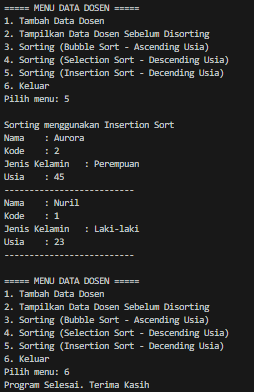 ===== MENU DATA DOSEN =====
1. Tambah Data Dosen
2. Tampilkan Data Dosen Sebelum Disorting
3. Sorting (Bubble Sort - Ascending Usia)
4. Sorting (Selection Sort - Descending Usia)
5. Sorting (Insertion Sort - Decending Usia)
6. Keluar
Pilih menu: 5

Sorting menggunakan Insertion Sort
Nama    : Aurora
Kode    : 2
Jenis Kelamin   : Perempuan
Usia    : 45
--------------------------
Nama    : Nuril
Kode    : 1
Jenis Kelamin   : Laki-laki
Usia    : 23
--------------------------

===== MENU DATA DOSEN =====
1. Tambah Data Dosen
2. Tampilkan Data Dosen Sebelum Disorting
3. Sorting (Bubble Sort - Ascending Usia)
4. Sorting (Selection Sort - Descending Usia)
5. Sorting (Insertion Sort - Decending Usia)
6. Keluar
Pilih menu: 6
Program Selesai. Terima Kasih